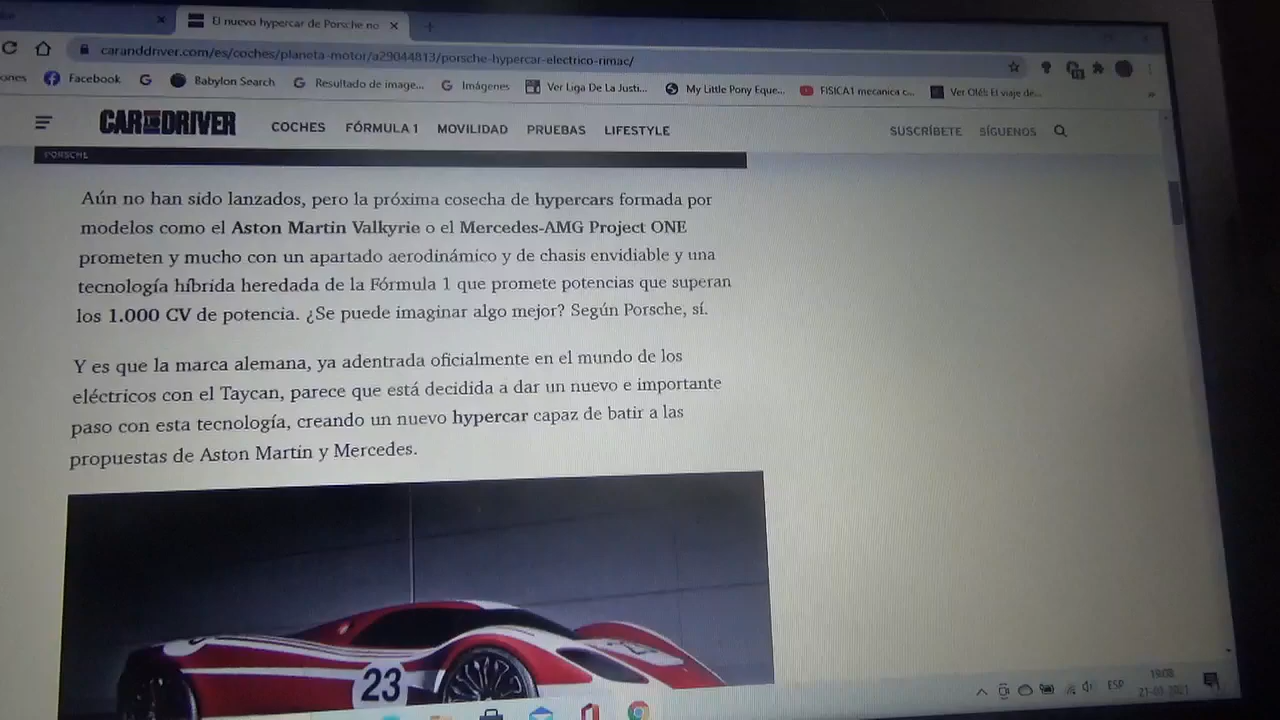 El nuevo hypercar de Porsche no
caranddriver.com/es/coches/planeta-motor/a29044813/porsche-hypercar-electrico-rimac/
ones Facebook Babylon Search Resultado de image... Imágenes Ver Liga De La Justi... My Little Pony Eque... FISICA1 mecanica c... Ver Olés El viaje de...
CAR AND DRIVER COCHES FÓRMULA 1 MOVILIDAD PRUEBAS LIFESTYLE SUSCRÍBETE SÍGUENOS
PORSCHE
Aún no han sido lanzados, pero la próxima cosecha de hypercars formada por
modelos como el Aston Martin Valkyrie o el Mercedes-AMG Project ONE
prometen y mucho con un apartado aerodinámico y de chasis envidiable y una
tecnología híbrida heredada de la Fórmula 1 que promete potencias que superan
los 1.000 CV de potencia. ¿Se puede imaginar algo mejor? Según Porsche, sí.
Y es que la marca alemana, ya adentrada oficialmente en el mundo de los
eléctricos con el Taycan, parece que está decidida a dar un nuevo e importante
paso con esta tecnología, creando un nuevo hypercar capaz de batir a las
propuestas de Aston Martin y Mercedes.
23
ESP
19:08